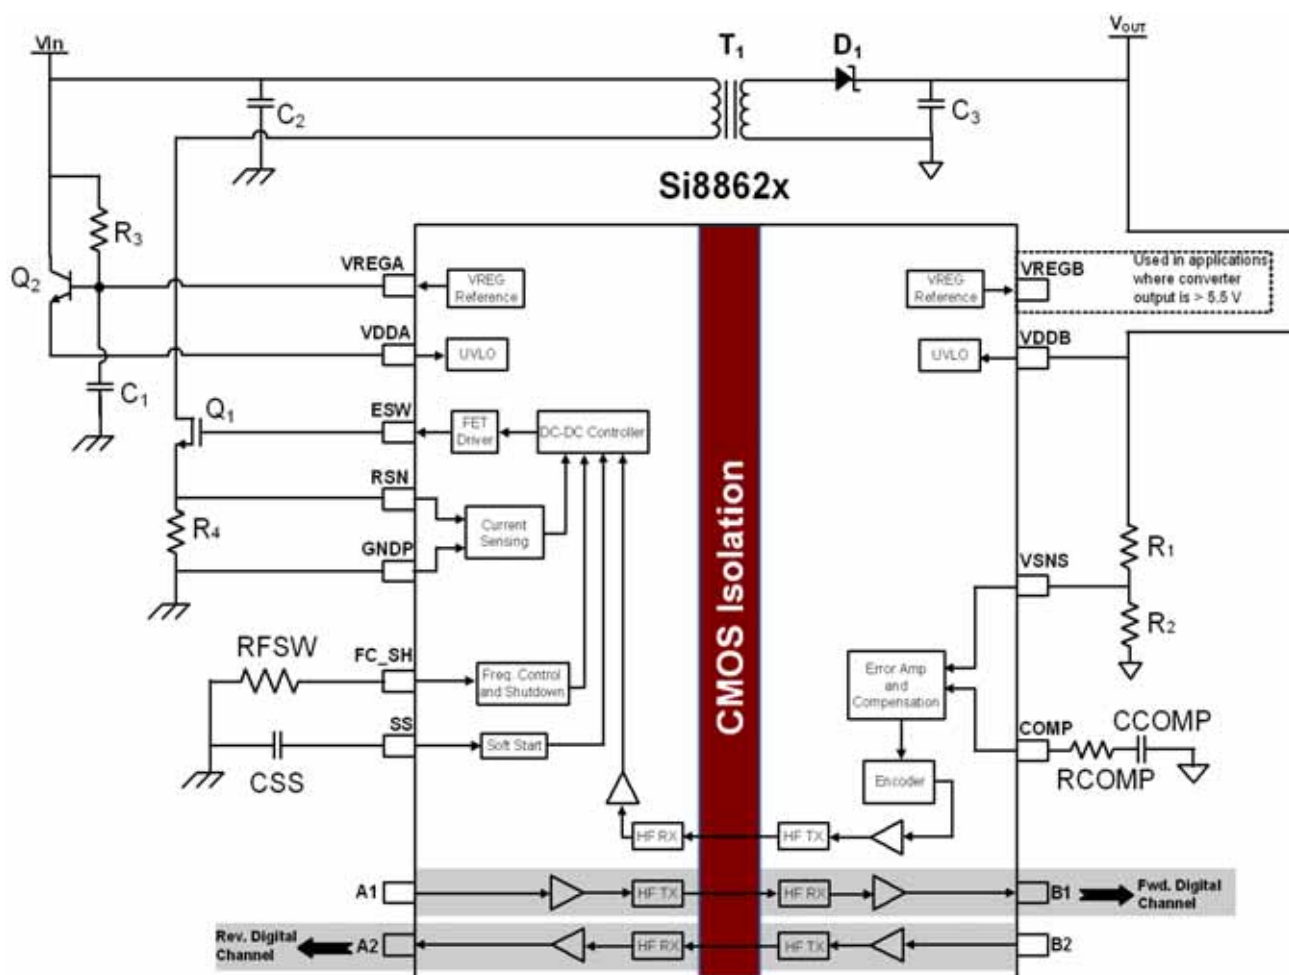 Vin
T1
D1
VOUT
C2
C3
Si8862x
R3
Q2
VREGA
VREG
Reference
VREG
Reference
VREGB
Used in applications
where converter
output is > 5.5 V
VDDA
UVLO
UVLO
VDDB
C1
Q1
ESW
FET
Driver
DC-DC Controller
RSN
R4
Current
Sensing
GNDP
CMOS Isolation
VSNS
R1
R2
RFSW
FC_SH
Freq. Control
and Shutdown
Error Amp
and
Compensation
SS
Soft Start
CSS
COMP
CCOMP
RCOMP
Encoder
HF RX
HF TX
A1
HF TX
HF RX
B1
Fwd. Digital
Channel
Rev. Digital
Channel
A2
HF RX
HF TX
B2